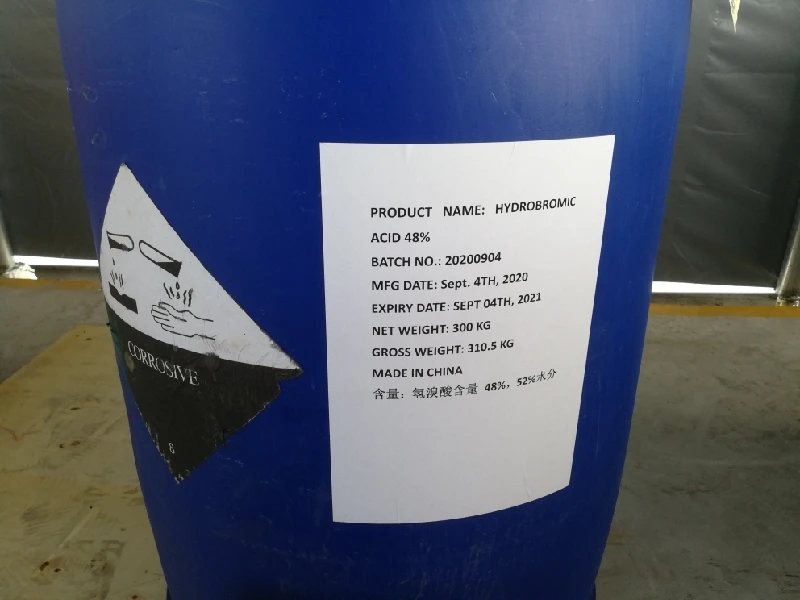 PRODUCT NAME: HYDROBROMIC
ACID 48%
BATCH NO.: 20200904
MFG DATE: Sept. 4TH, 2020
EXPIRY DATE: SEPT 04TH, 2021
NET WEIGHT: 300 KG
GROSS WEIGHT: 310.5 KG
MADE IN CHINA
含量：氢溴酸含量 48%，52%水分
CORROSIVE
8